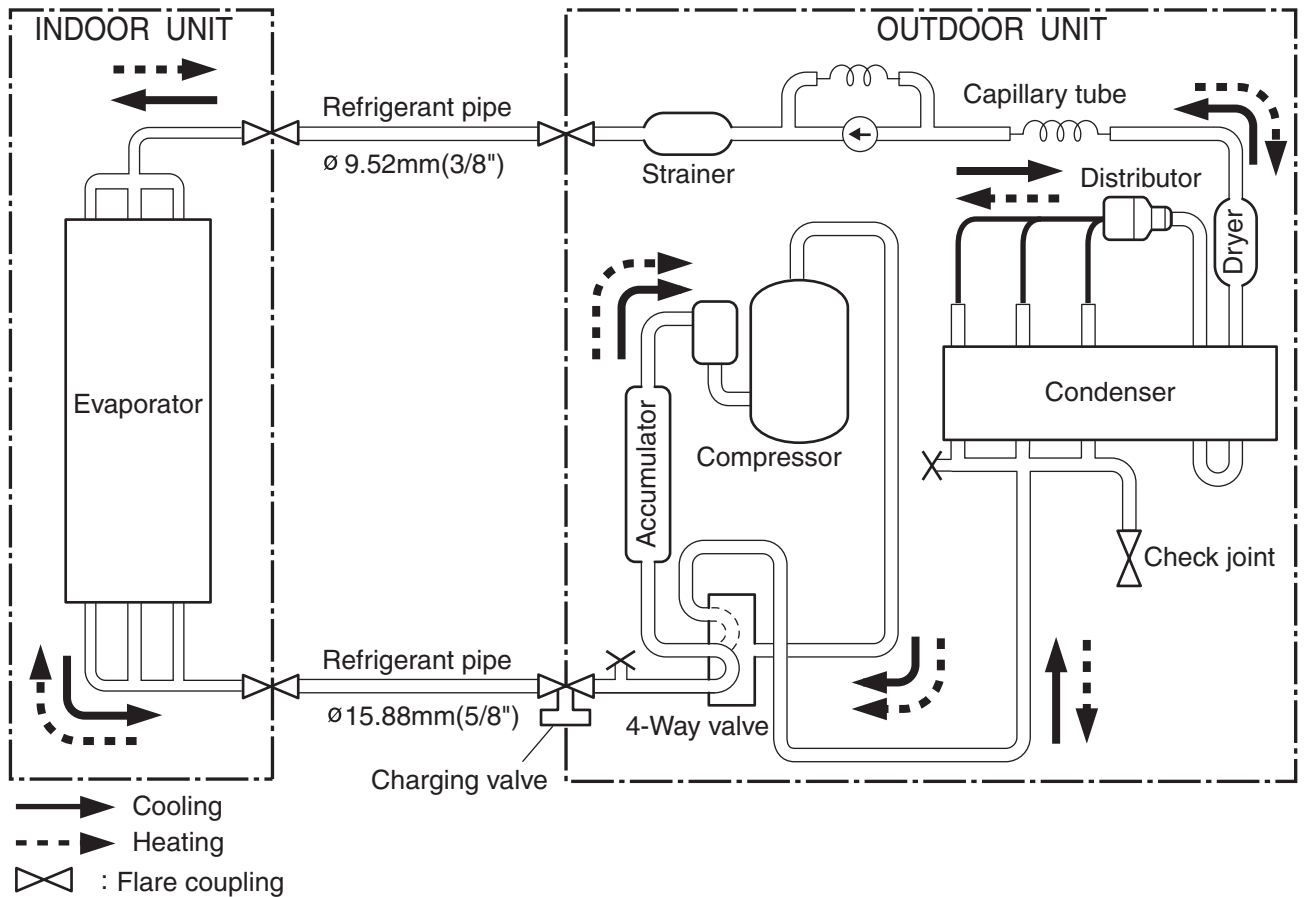 INDOOR UNIT
OUTDOOR UNIT
Refrigerant pipe
ø 9.52mm(3/8")
Strainer
Capillary tube
Distributor
Dryer
Evaporator
Accumulator
Compressor
Condenser
Check joint
Refrigerant pipe
ø15.88mm(5/8")
4-Way valve
Charging valve
Cooling
Heating
: Flare coupling